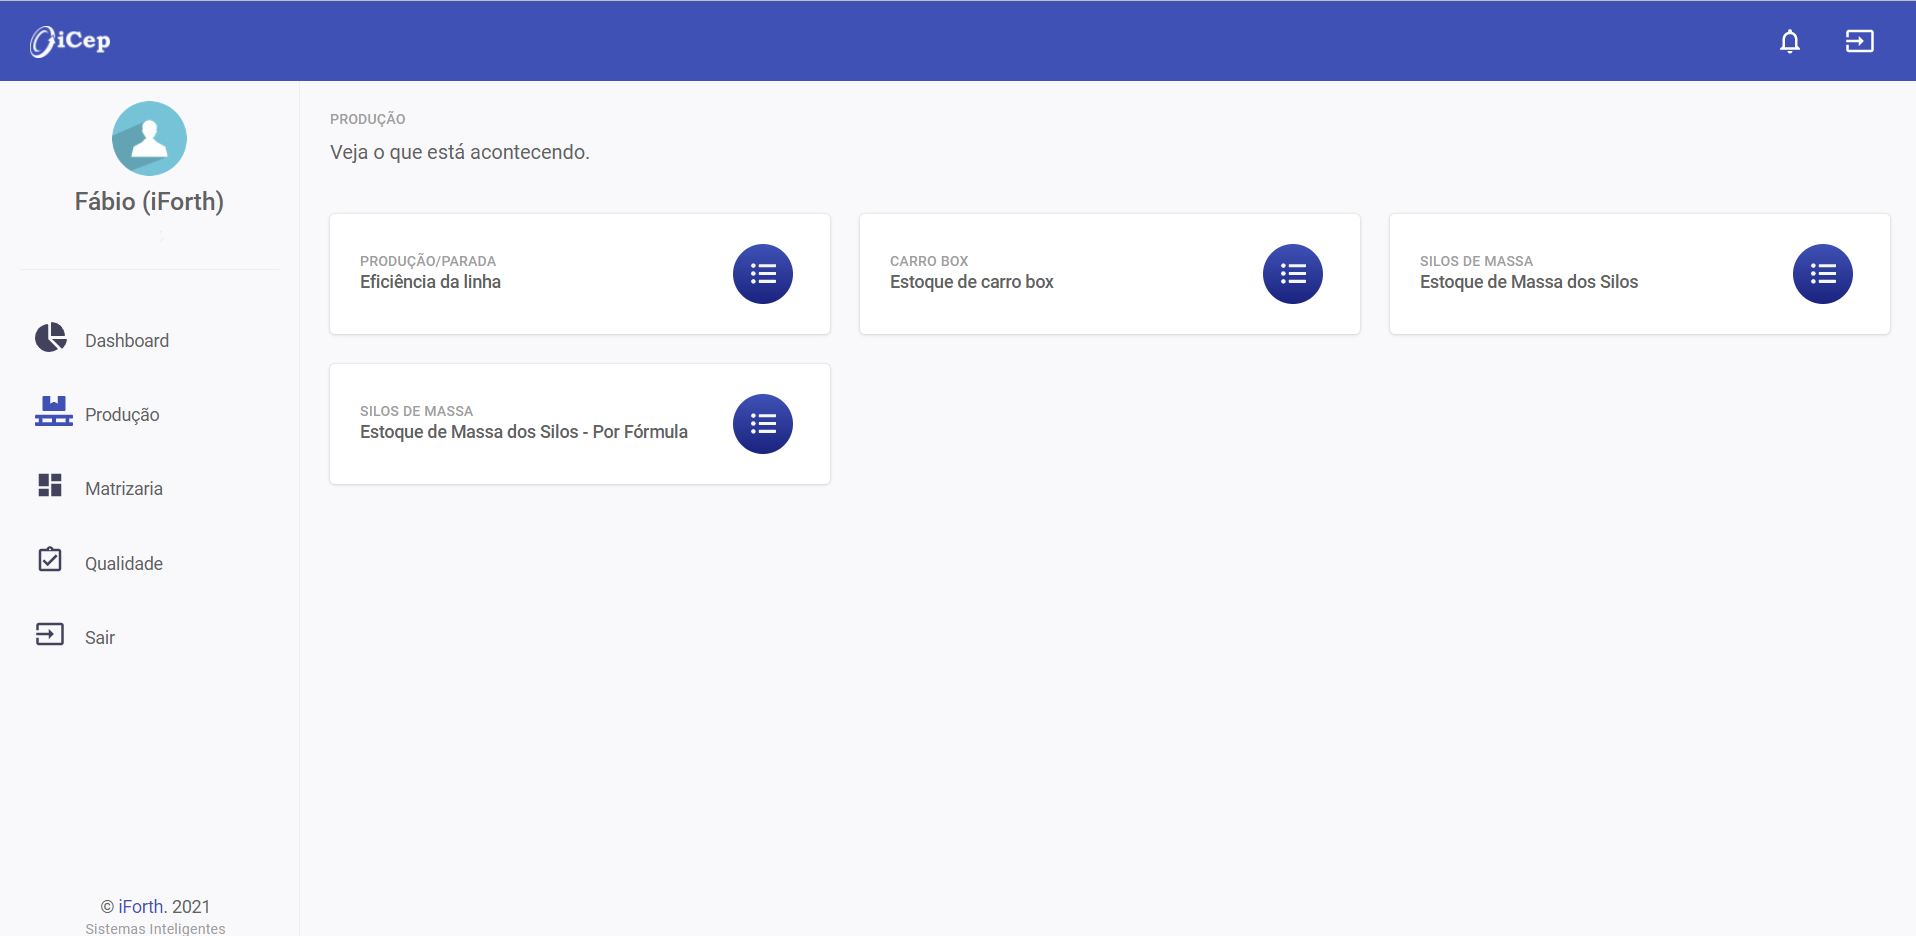 iCep
Fábio (iForth)
Dashboard
Produção
Matrizaria
Qualidade
Sair
© iForth. 2021
Sistemas Inteligentes
PRODUÇÃO
Veja o que está acontecendo.
PRODUÇÃO/PARADA
Eficiência da linha
CARRO BOX
Estoque de carro box
SILOS DE MASSA
Estoque de Massa dos Silos
SILOS DE MASSA
Estoque de Massa dos Silos - Por Fórmula